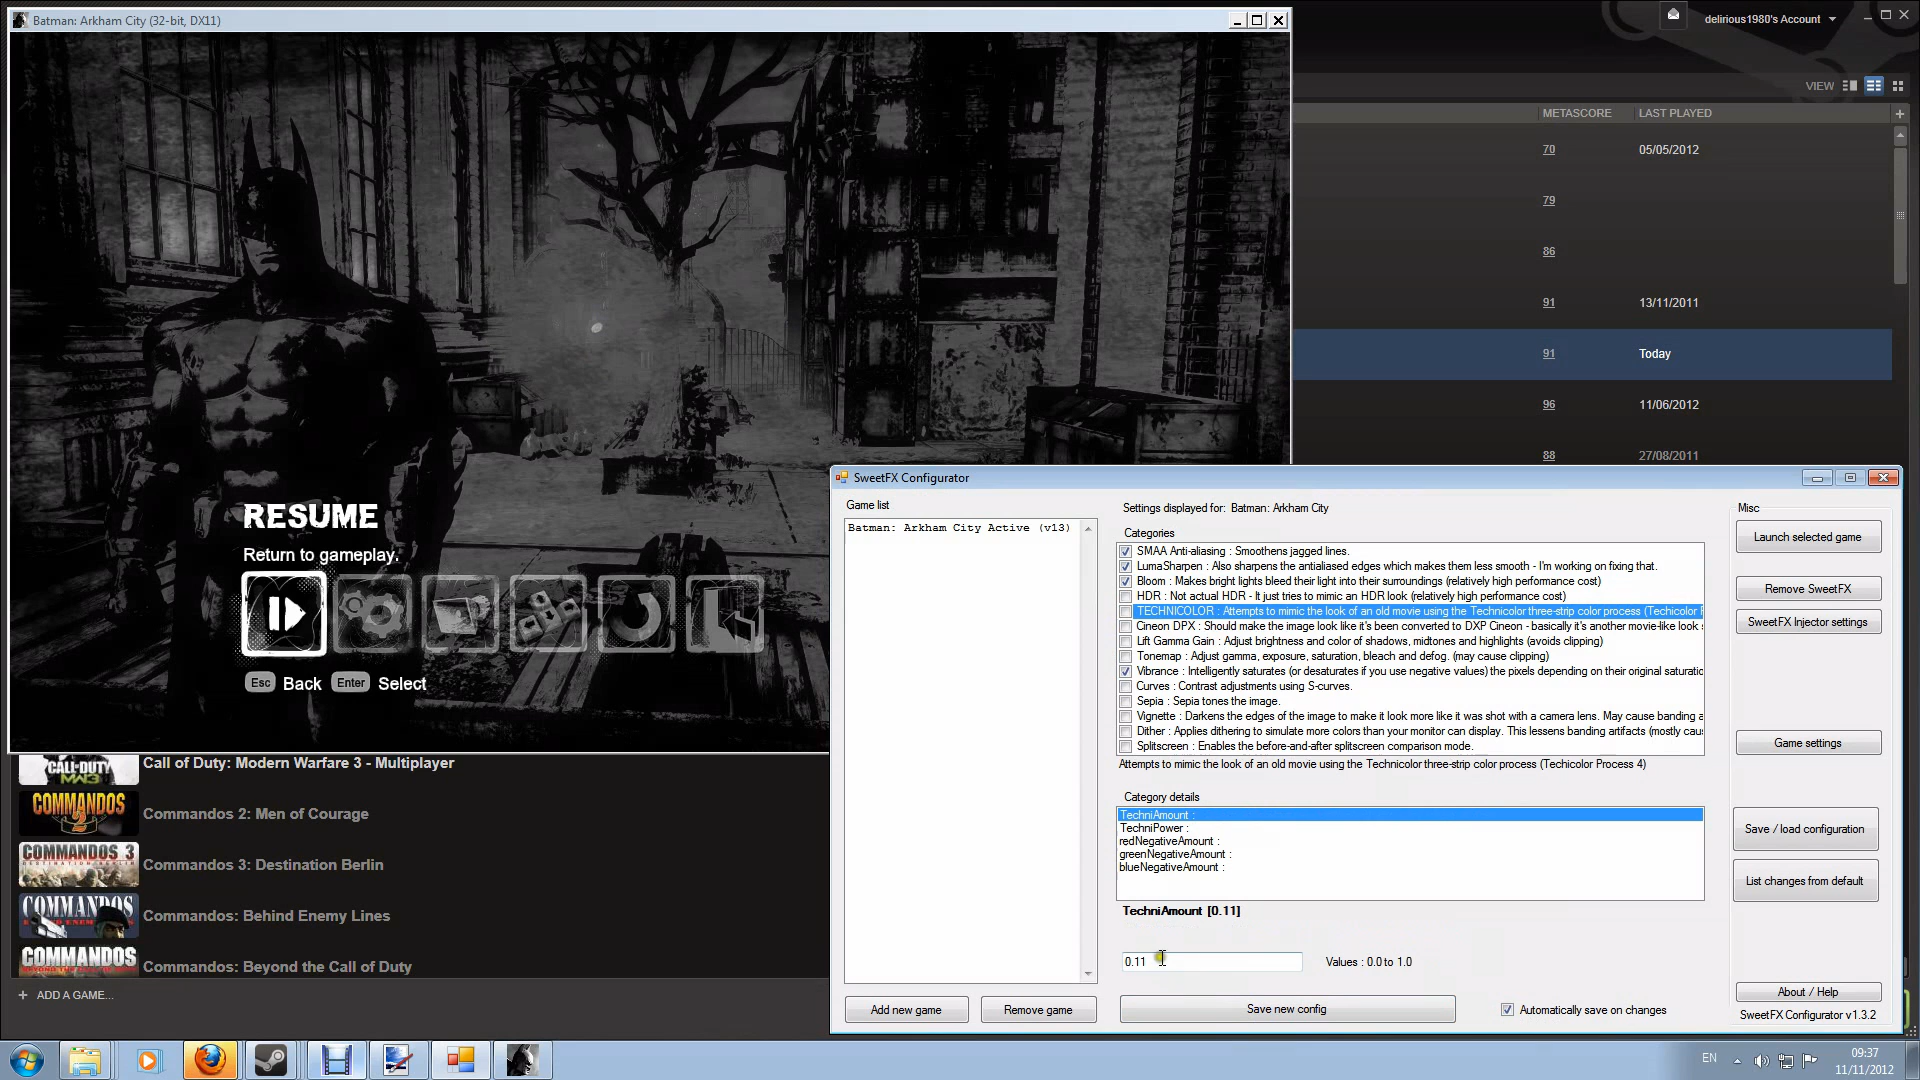 Batman: Arkham City (32-bit, DX11)
delirious1980's Account
VIEW
METASCORE LAST PLAYED
70 05/05/2012
79
86
91 13/11/2011
91 Today
96 11/06/2012
88 27/08/2011
RESUME
Return to gameplay.
Esc Back Enter Select
CALL·DUTY MW3
Call of Duty: Modern Warfare 3 - Multiplayer
COMMANDOS
Commandos 2: Men of Courage
COMMANDOS 3
Commandos 3: Destination Berlin
COMMANDOS
Commandos: Behind Enemy Lines
COMMANDOS
Commandos: Beyond the Call of Duty
ADD A GAME...
SweetFX Configurator
Game list
Batman: Arkham City Active (v13)
Add new game
Remove game
Settings displayed for: Batman: Arkham City
Categories
SMAA Anti-aliasing : Smoothens jagged lines.
LumaSharpen : Also sharpens the antialiased edges which makes them less smooth - I'm working on fixing that.
Bloom : Makes bright lights bleed their light into their surroundings (relatively high performance cost)
HDR : Not actual HDR - It just tries to mimic an HDR look (relatively high performance cost)
TECHNICOLOR : Attempts to mimic the look of an old movie using the Technicolor three-strip color process (Techicolor
Cineon DPX : Should make the image look like it's been converted to DXP Cineon - basically it's another movie-like look
Lift Gamma Gain : Adjust brightness and color of shadows, midtones and highlights (avoids clipping)
Tonemap : Adjust gamma, exposure, saturation, bleach and defog. (may cause clipping)
Vibrance : Intelligently saturates (or desaturates if you use negative values) the pixels depending on their original saturatio
Curves : Contrast adjustments using S-curves.
Sepia : Sepia tones the image.
Vignette : Darkens the edges of the image to make it look more like it was shot with a camera lens. May cause banding a
Dither : Applies dithering to simulate more colors than your monitor can display. This lessens banding artifacts (mostly cau
Splitscreen : Enables the before-and-after splitscreen comparison mode.
Attempts to mimic the look of an old movie using the Technicolor three-strip color process (Techicolor Process 4)
Category details
TechniAmount :
TechniPower :
redNegativeAmount :
greenNegativeAmount :
blueNegativeAmount :
TechniAmount [0.11]
0.11 Values : 0.0 to 1.0
Save new config
Automatically save on changes
Misc
Launch selected game
Remove SweetFX
SweetFX Injector settings
Game settings
Save / load configuration
List changes from default
About / Help
SweetFX Configurator v1.3.2
EN
09:37
11/11/2012